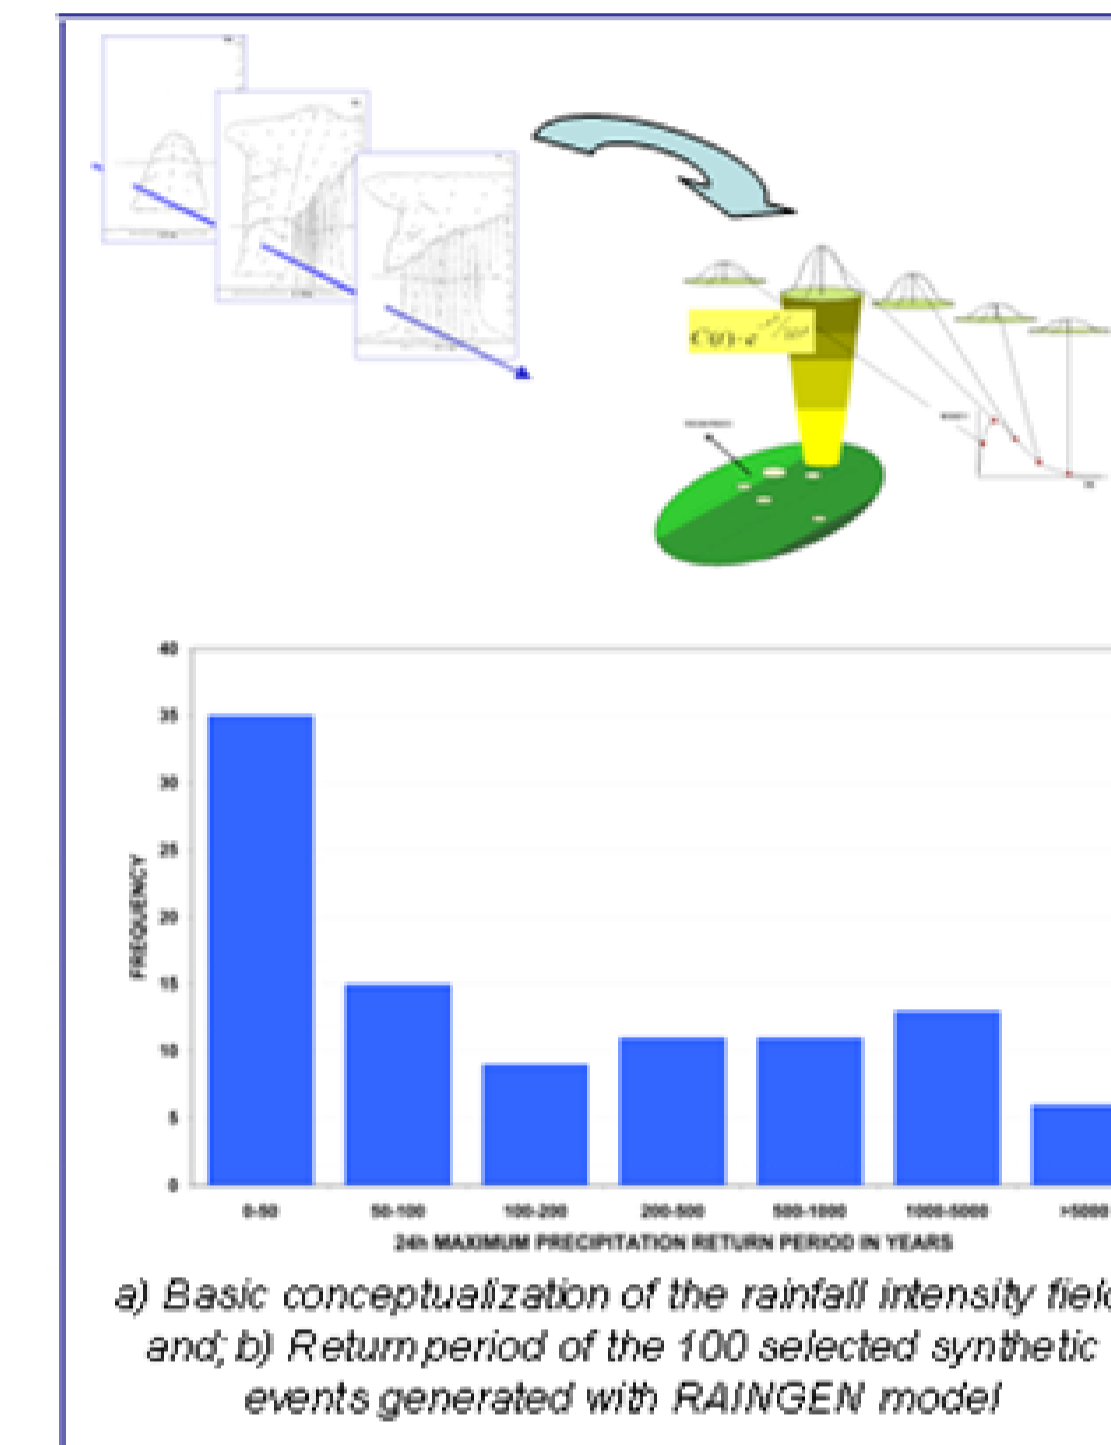 40
35
30
25
20
15
10
5
0
FREQUENCY
0-50 50-100 100-200 200-500 500-1000 1000-5000 >5000
24h MAXIMUM PRECIPITATION RETURN PERIOD IN YEARS
a) Basic conceptualization of the rainfall intensity field
and; b) Return period of the 100 selected synthetic
events generated with RAINGEN model